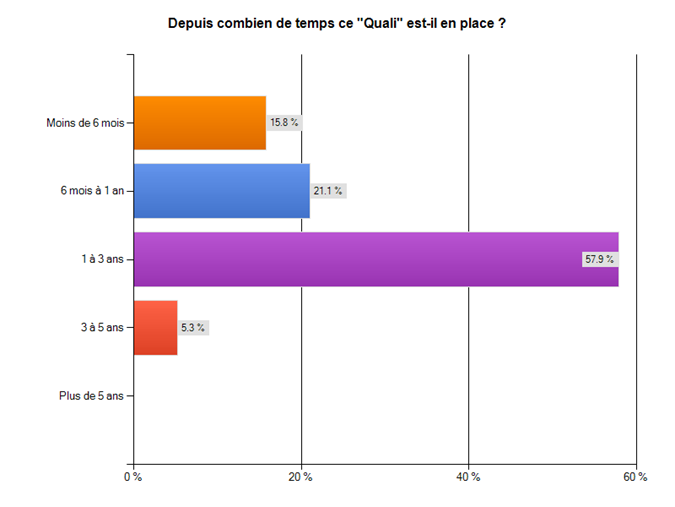 Depuis combien de temps ce "Quali" est-il en place ?
Moins de 6 mois
15.8 %
6 mois à 1 an
21.1 %
1 à 3 ans
57.9 %
3 à 5 ans
5.3 %
Plus de 5 ans
0 %
20 %
40 %
60 %